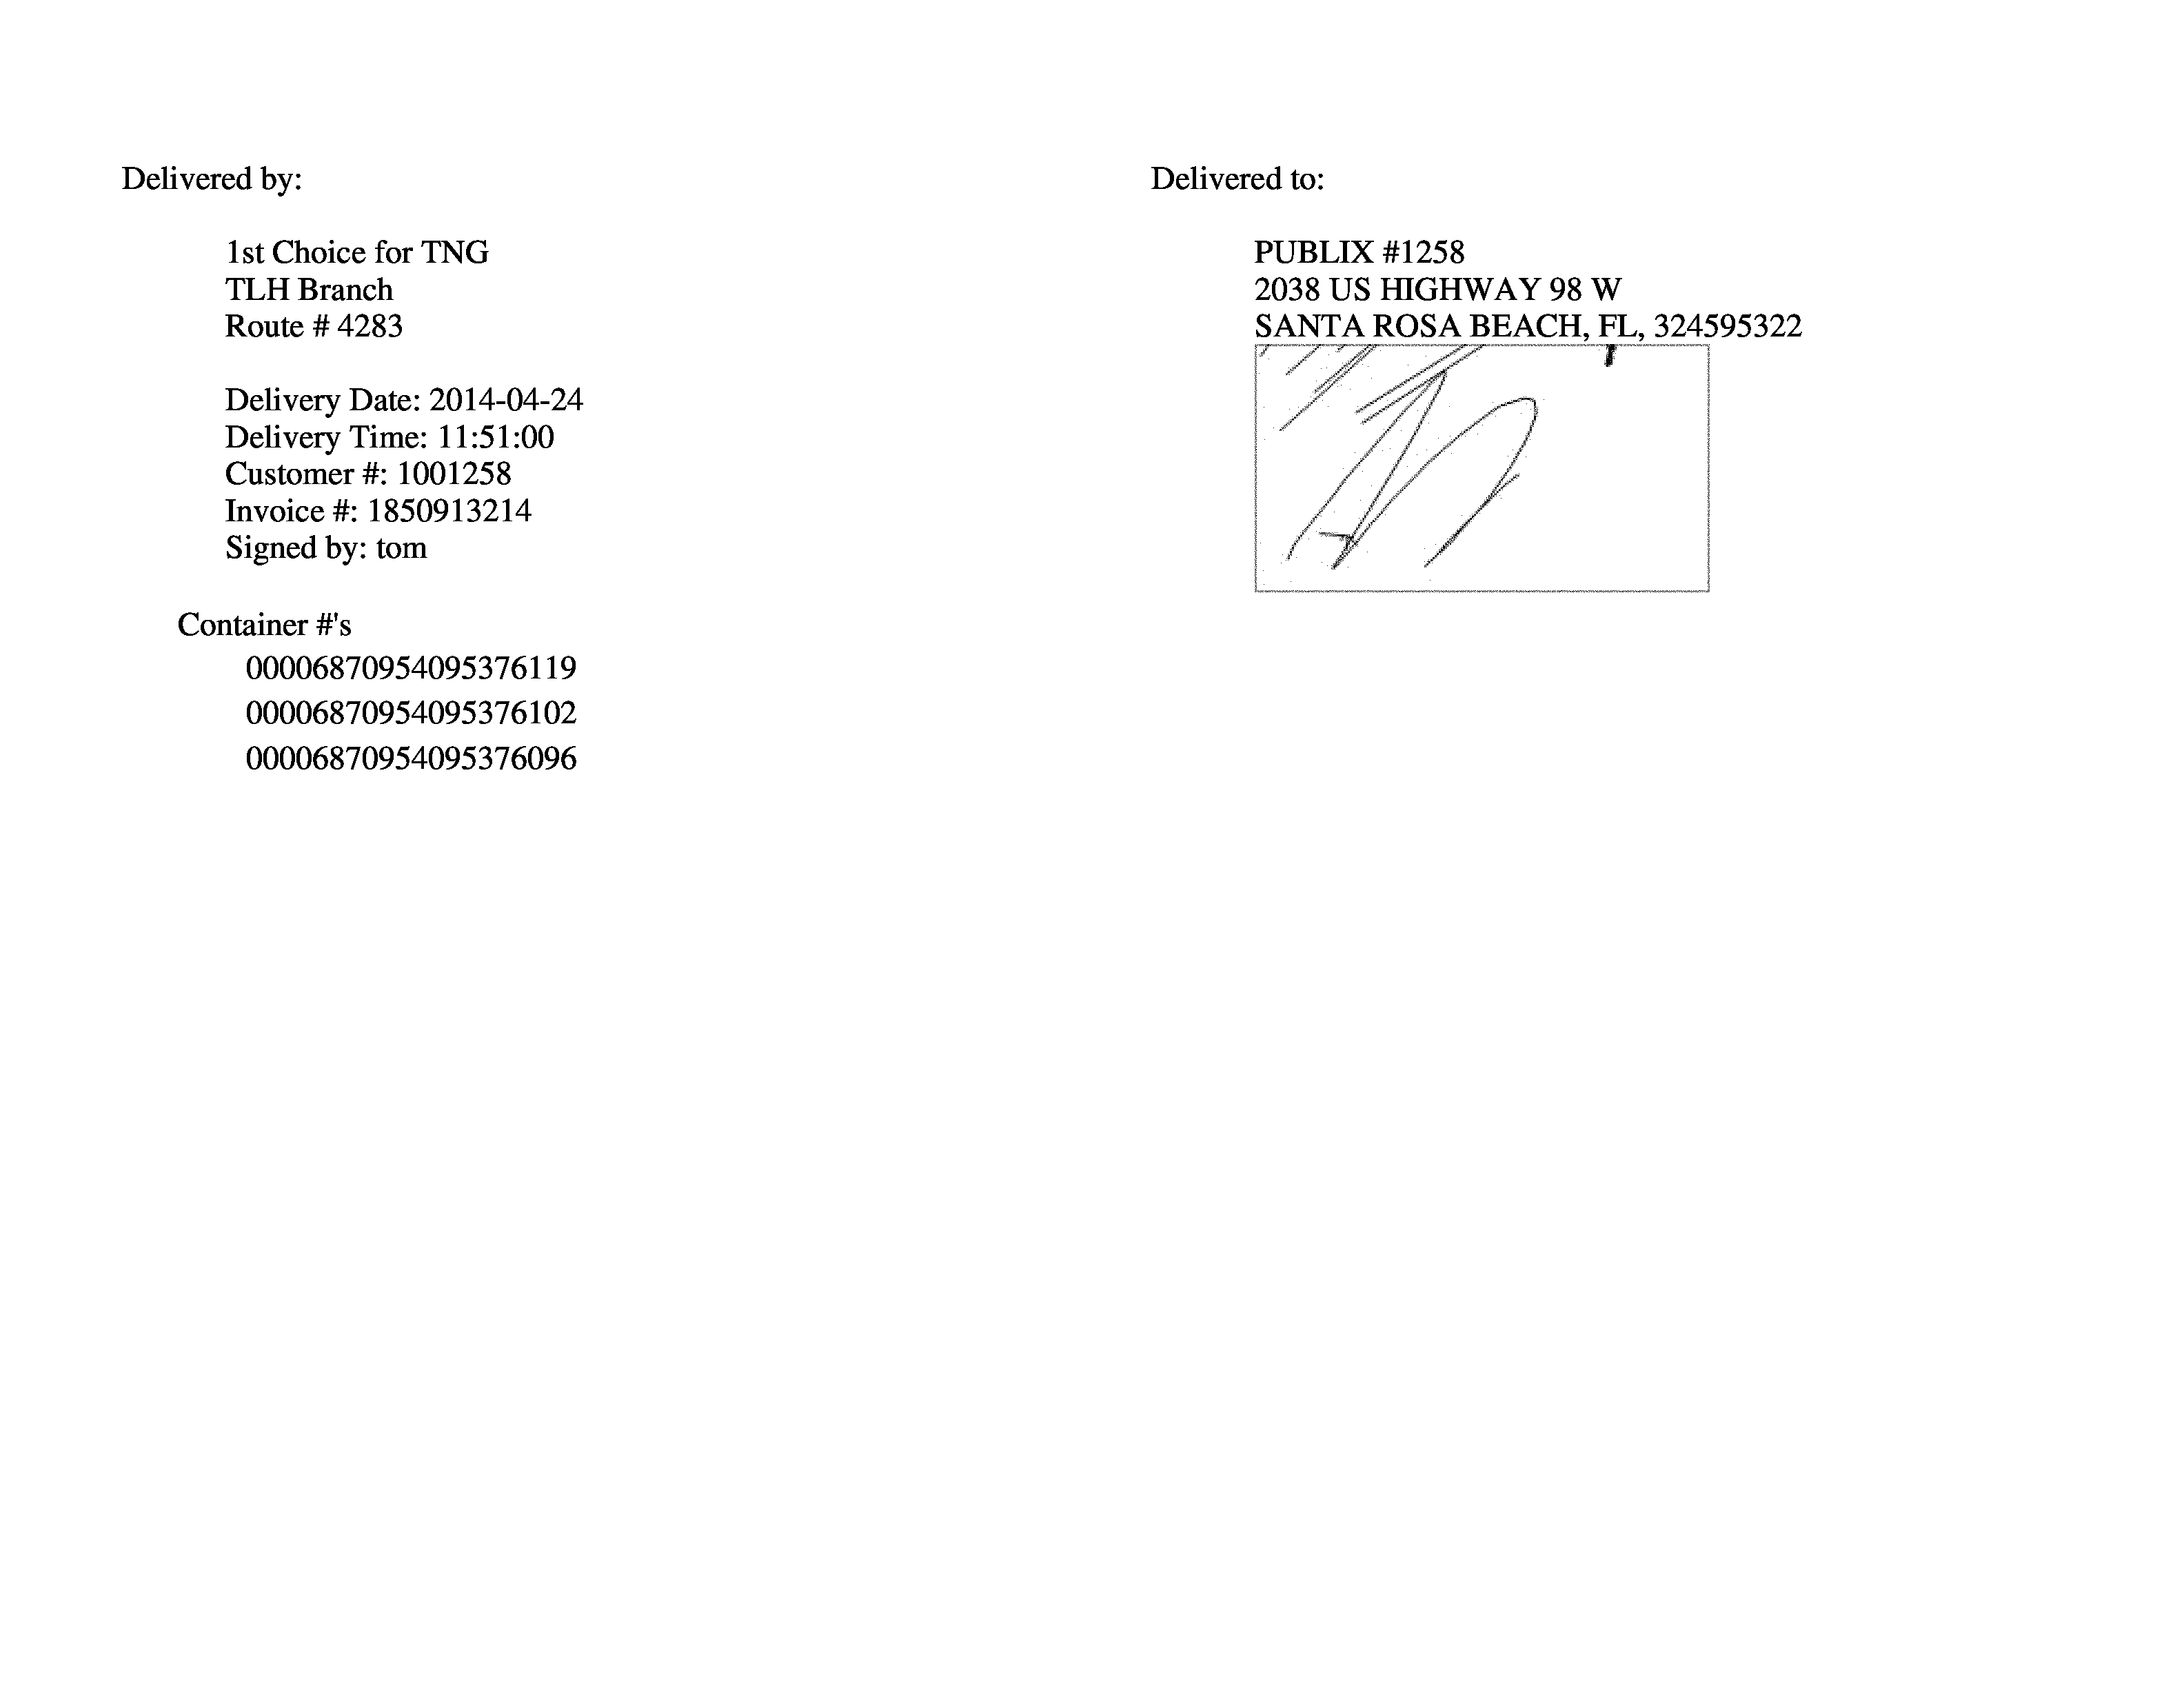 Delivered by:
1st Choice for TNG
TLH Branch
Route # 4283
Delivery Date: 2014-04-24
Delivery Time: 11:51:00
Customer #: 1001258
Invoice #: 1850913214
Signed by: tom
Container #'s
00006870954095376119
00006870954095376102
00006870954095376096
Delivered to:
PUBLIX #1258
2038 US HIGHWAY 98 W
SANTA ROSA BEACH, FL, 324595322